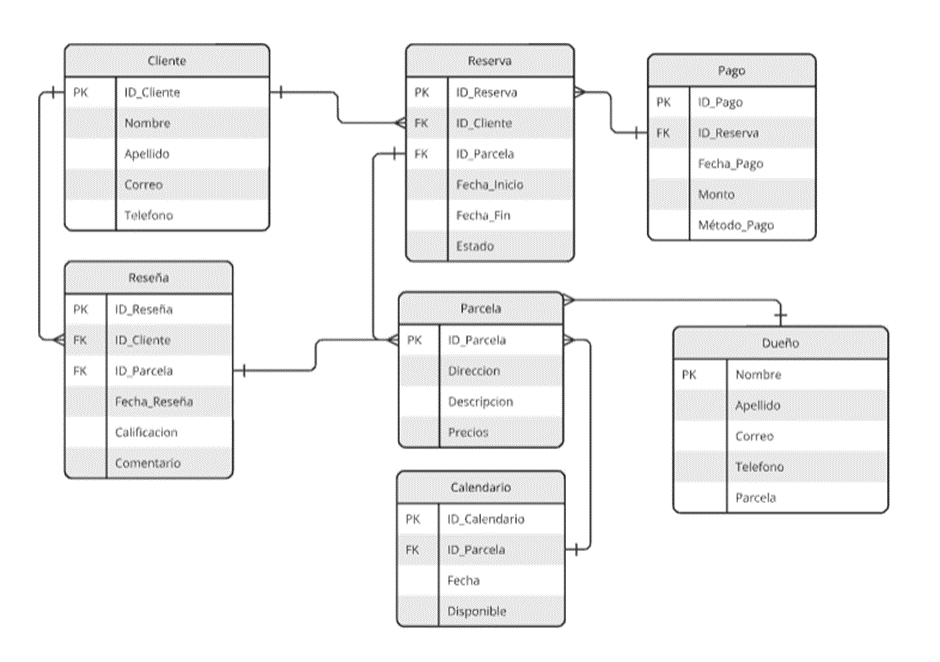 Cliente
PK ID_Cliente
Nombre
Apellido
Correo
Telefono
Reserva
PK ID_Reserva
FK ID_Cliente
FK ID_Parcela
Fecha_Inicio
Fecha_Fin
Estado
Pago
PK ID_Pago
FK ID_Reserva
Fecha_Pago
Monto
Método_Pago
Reseña
PK ID_Reseña
FK ID_Cliente
FK ID_Parcela
Fecha_Reseña
Calificacion
Comentario
Parcela
PK ID_Parcela
Direccion
Descripcion
Precios
Dueño
PK Nombre
Apellido
Correo
Telefono
Parcela
Calendario
PK ID_Calendario
FK ID_Parcela
Fecha
Disponible